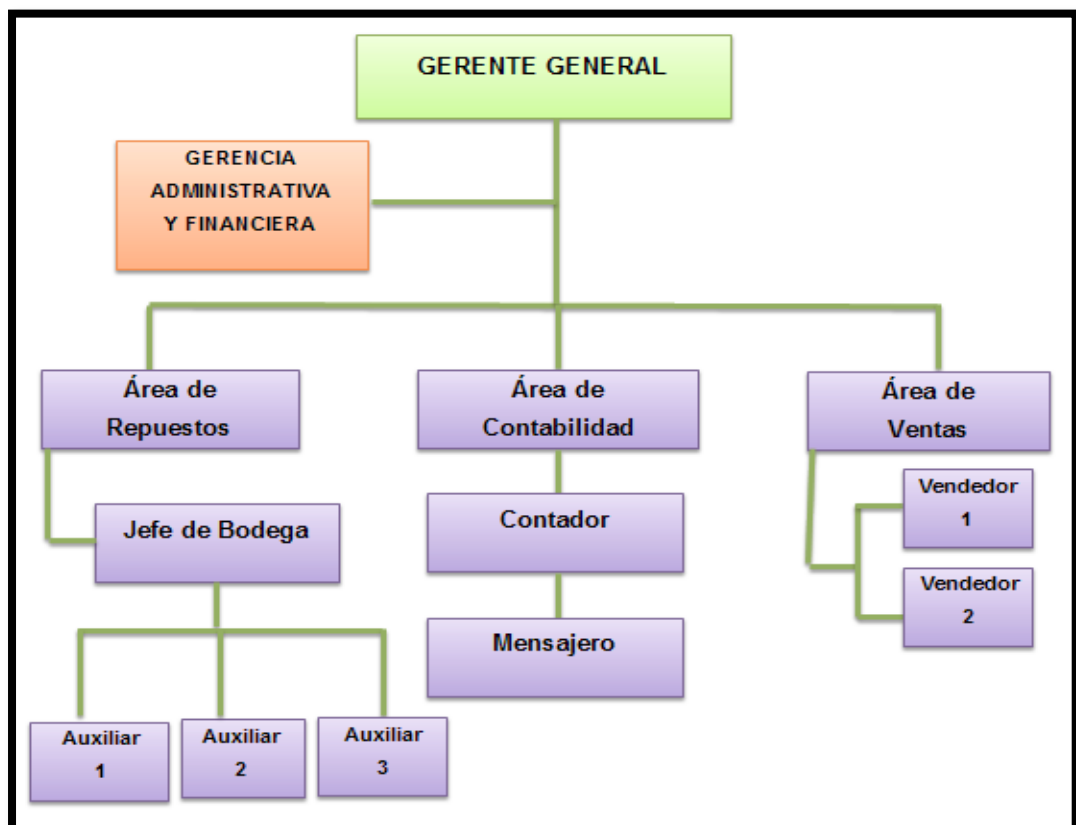 GERENTE GENERAL
GERENCIA
ADMINISTRATIVA
Y FINANCIERA
Área de
Repuestos
Área de
Contabilidad
Área de
Ventas
Jefe de Bodega
Contador
Vendedor
1
Vendedor
2
Mensajero
Auxiliar
1
Auxiliar
2
Auxiliar
3